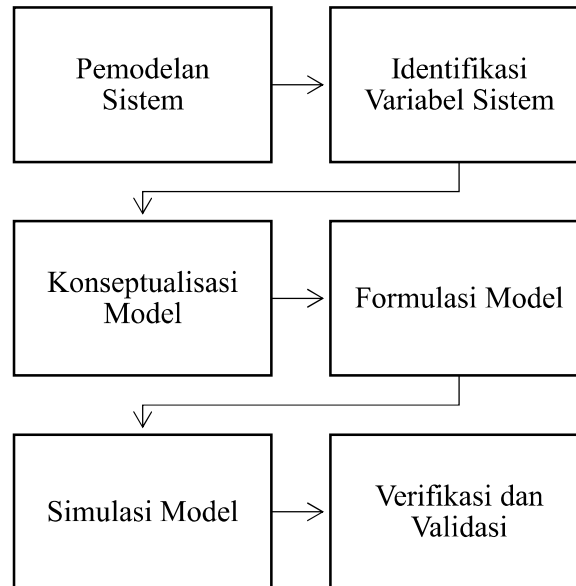 Pemodelan
Sistem
Identifikasi
Variabel Sistem
Konseptualisasi
Model
Formulasi Model
Simulasi Model
Verifikasi dan
Validasi